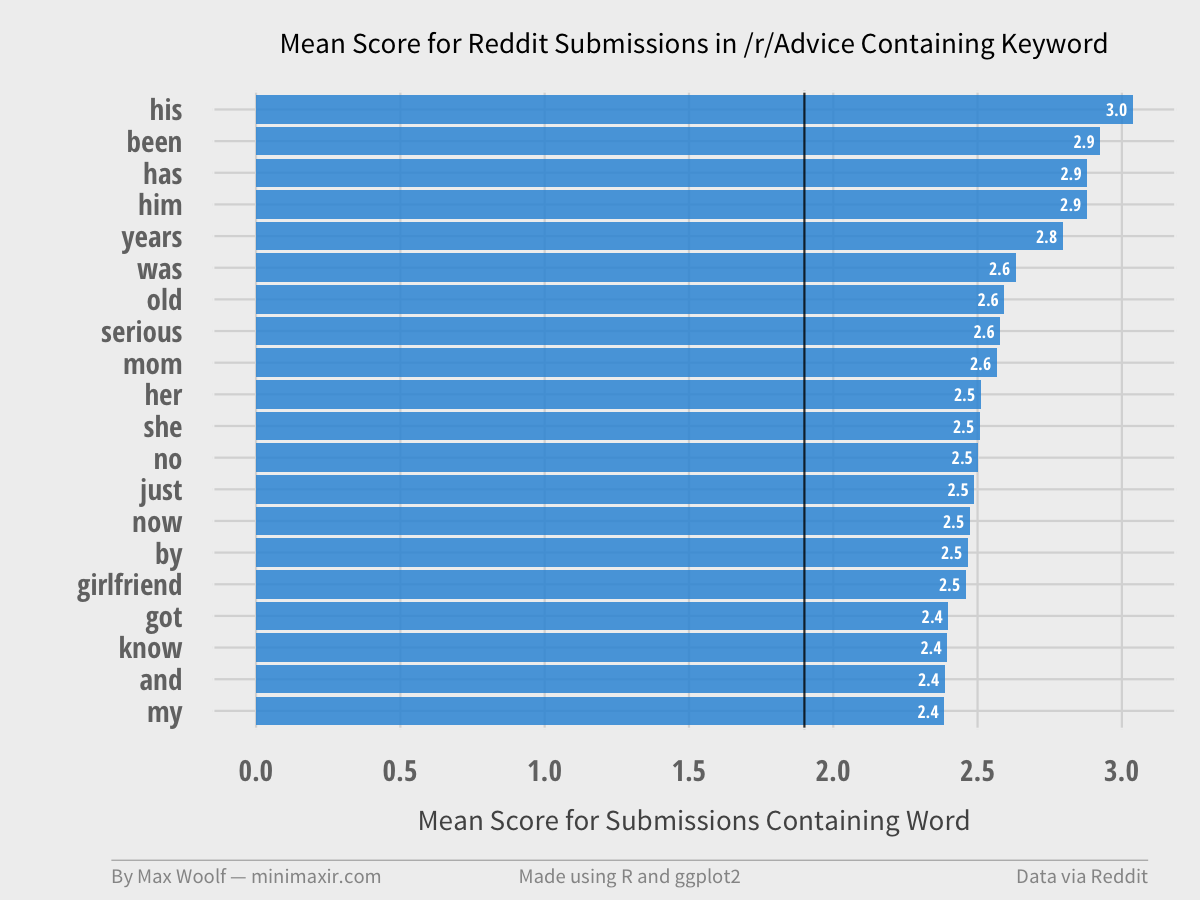 Mean Score for Reddit Submissions in /r/Advice Containing Keyword
his 3.0
been 2.9
has 2.9
him 2.9
years 2.8
was 2.6
old 2.6
serious 2.6
mom 2.6
her 2.5
she 2.5
no 2.5
just 2.5
now 2.5
by 2.5
girlfriend 2.5
got 2.4
know 2.4
and 2.4
my 2.4
0.0 0.5 1.0 1.5 2.0 2.5 3.0
Mean Score for Submissions Containing Word
By Max Woolf — minimaxir.com Made using R and ggplot2 Data via Reddit